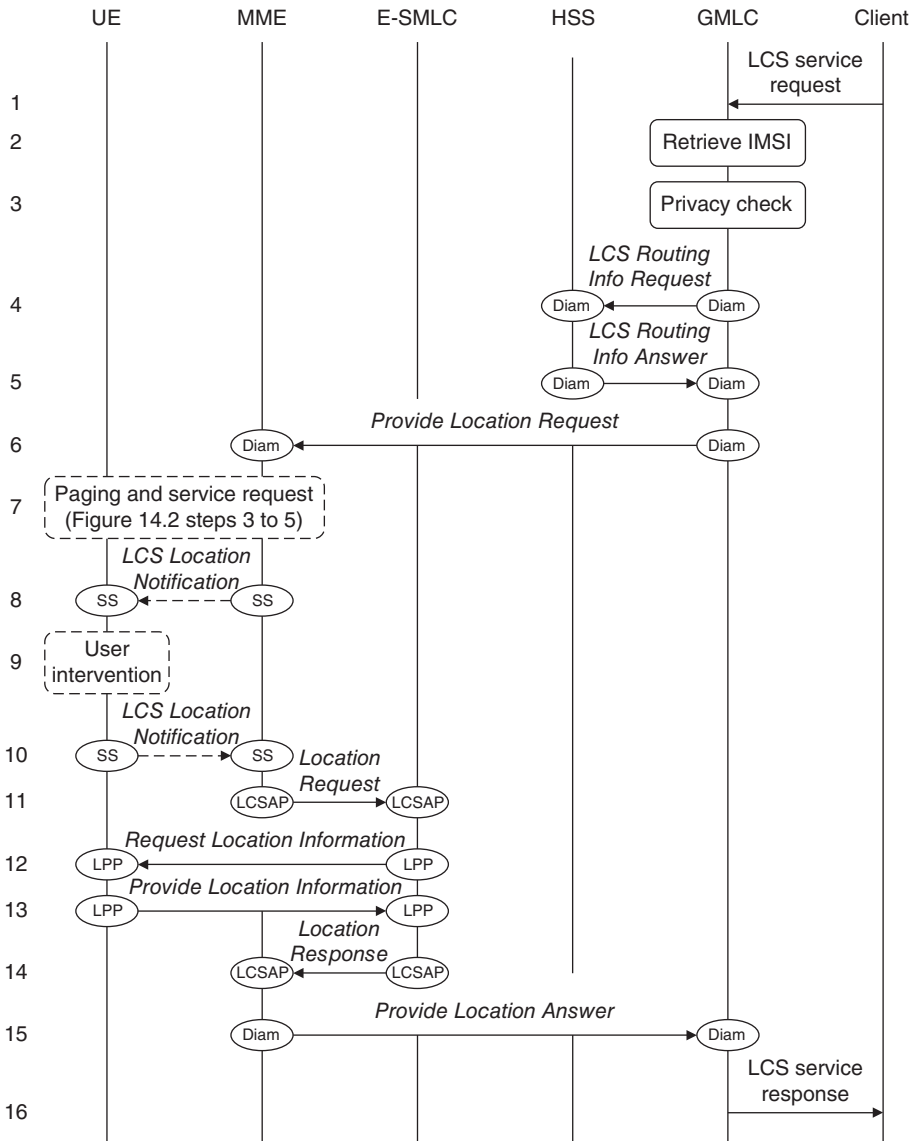 UE MME E-SMLC HSS GMLC Client
LCS service
request
1
2 Retrieve IMSI
3 Privacy check
LCS Routing
Info Request
4 Diam Diam
LCS Routing
Info Answer
5 Diam Diam
Provide Location Request
6 Diam Diam
Paging and service request
7
(Figure 14.2 steps 3 to 5)
LCS Location
Notification
8 SS SS
User
9
intervention
LCS Location
Notification
10 SS SS
Location
Request
11 LCSAP LCSAP
Request Location Information
12 LPP LPP
Provide Location Information
13 LPP LPP
Location
Response
14 LCSAP LCSAP
Provide Location Answer
15 Diam Diam
LCS service
response
16